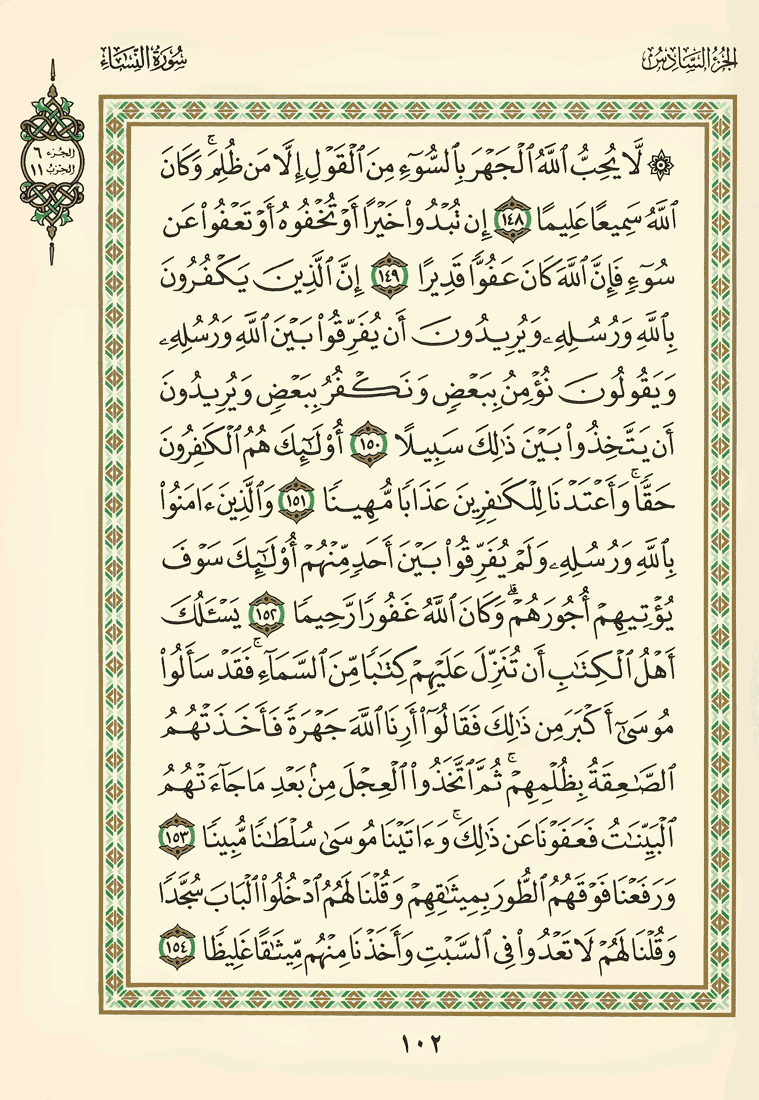 الجزء السادس
سورة النساء
الجزء ٦
الحزب ١١
۞ لَّا يُحِبُّ ٱللَّهُ ٱلْجَهْرَ بِٱلسُّوٓءِ مِنَ ٱلْقَوْلِ إِلَّا مَن ظُلِمَ ۚ وَكَانَ
ٱللَّهُ سَمِيعًا عَلِيمًا ١٤٨ إِن تُبْدُوا۟ خَيْرًا أَوْ تُخْفُوهُ أَوْ تَعْفُوا۟ عَن
سُوٓءٍ فَإِنَّ ٱللَّهَ كَانَ عَفُوًّا قَدِيرًا ١٤٩ إِنَّ ٱلَّذِينَ يَكْفُرُونَ
بِٱللَّهِ وَرُسُلِهِۦ وَيُرِيدُونَ أَن يُفَرِّقُوا۟ بَيْنَ ٱللَّهِ وَرُسُلِهِۦ
وَيَقُولُونَ نُؤْمِنُ بِبَعْضٍ وَنَكْفُرُ بِبَعْضٍ وَيُرِيدُونَ
أَن يَتَّخِذُوا۟ بَيْنَ ذَٰلِكَ سَبِيلًا ١٥٠ أُو۟لَـٰٓئِكَ هُمُ ٱلْكَـٰفِرُونَ
حَقًّا ۚ وَأَعْتَدْنَا لِلْكَـٰفِرِينَ عَذَابًا مُّهِينًا ١٥١ وَٱلَّذِينَ ءَامَنُوا۟
بِٱللَّهِ وَرُسُلِهِۦ وَلَمْ يُفَرِّقُوا۟ بَيْنَ أَحَدٍ مِّنْهُمْ أُو۟لَـٰٓئِكَ سَوْفَ
يُؤْتِيهِمْ أُجُورَهُمْ ۗ وَكَانَ ٱللَّهُ غَفُورًا رَّحِيمًا ١٥٢ يَسْـَٔلُكَ
أَهْلُ ٱلْكِتَـٰبِ أَن تُنَزِّلَ عَلَيْهِمْ كِتَـٰبًا مِّنَ ٱلسَّمَآءِ ۚ فَقَدْ سَأَلُوا۟
مُوسَىٰٓ أَكْبَرَ مِن ذَٰلِكَ فَقَالُوٓا۟ أَرِنَا ٱللَّهَ جَهْرَةً فَأَخَذَتْهُمُ
ٱلصَّـٰعِقَةُ بِظُلْمِهِمْ ۚ ثُمَّ ٱتَّخَذُوا۟ ٱلْعِجْلَ مِنۢ بَعْدِ مَا جَآءَتْهُمُ
ٱلْبَيِّنَـٰتُ فَعَفَوْنَا عَن ذَٰلِكَ ۚ وَءَاتَيْنَا مُوسَىٰ سُلْطَـٰنًا مُّبِينًا ١٥٣
وَرَفَعْنَا فَوْقَهُمُ ٱلطُّورَ بِمِيثَـٰقِهِمْ وَقُلْنَا لَهُمُ ٱدْخُلُوا۟ ٱلْبَابَ سُجَّدًا
وَقُلْنَا لَهُمْ لَا تَعْدُوا۟ فِى ٱلسَّبْتِ وَأَخَذْنَا مِنْهُم مِّيثَـٰقًا غَلِيظًا ١٥٤
١٠٢